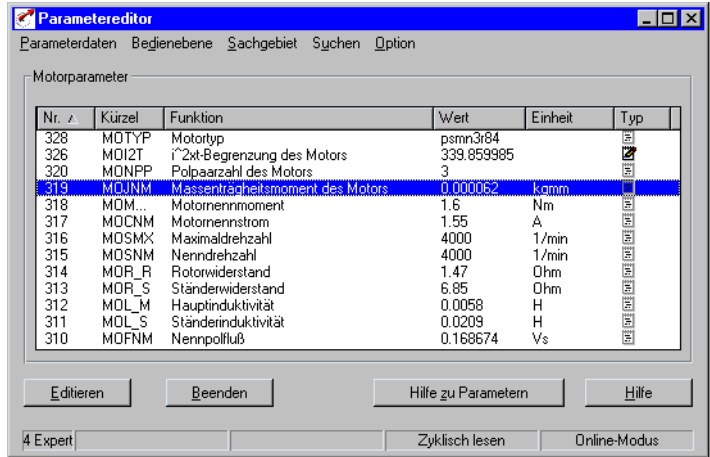 Parametereditor
Parameterdaten Bedienebene Sachgebiet Suchen Option
Motorparameter
Nr. Kürzel Funktion Wert Einheit Typ
328 MOTYP Motortyp psmn3r84
326 MOI2T i^2xt-Begrenzung des Motors 339.859985
320 MONPP Polpaarzahl des Motors 3
319 MOJNM Massenträgheitsmoment des Motors 0.000062 kgmm
318 MOM... Motornennmoment 1.6 Nm
317 MOCNM Motornennstrom 1.55 A
316 MOSMX Maximaldrehzahl 4000 1/min
315 MOSNM Nenndrehzahl 4000 1/min
314 MOR_R Rotorwiderstand 1.47 Ohm
313 MOR_S Ständerwiderstand 6.85 Ohm
312 MOL_M Hauptinduktivität 0.0058 H
311 MOL_S Ständerinduktivität 0.0209 H
310 MOFNM Nennpolfluß 0.168674 Vs
Editieren Beenden Hilfe zu Parametern Hilfe
4 Expert Zyklisch lesen Online-Modus